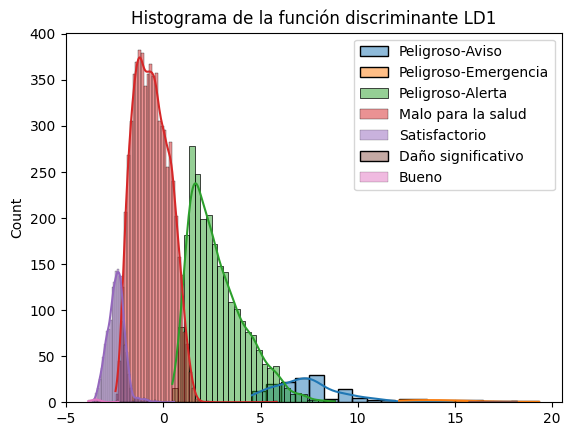 Histograma de la función discriminante LD1
Count
400
350
300
250
200
150
100
50
0
-5
0
5
10
15
20
Peligroso-Aviso
Peligroso-Emergencia
Peligroso-Alerta
Malo para la salud
Satisfactorio
Daño significativo
Bueno